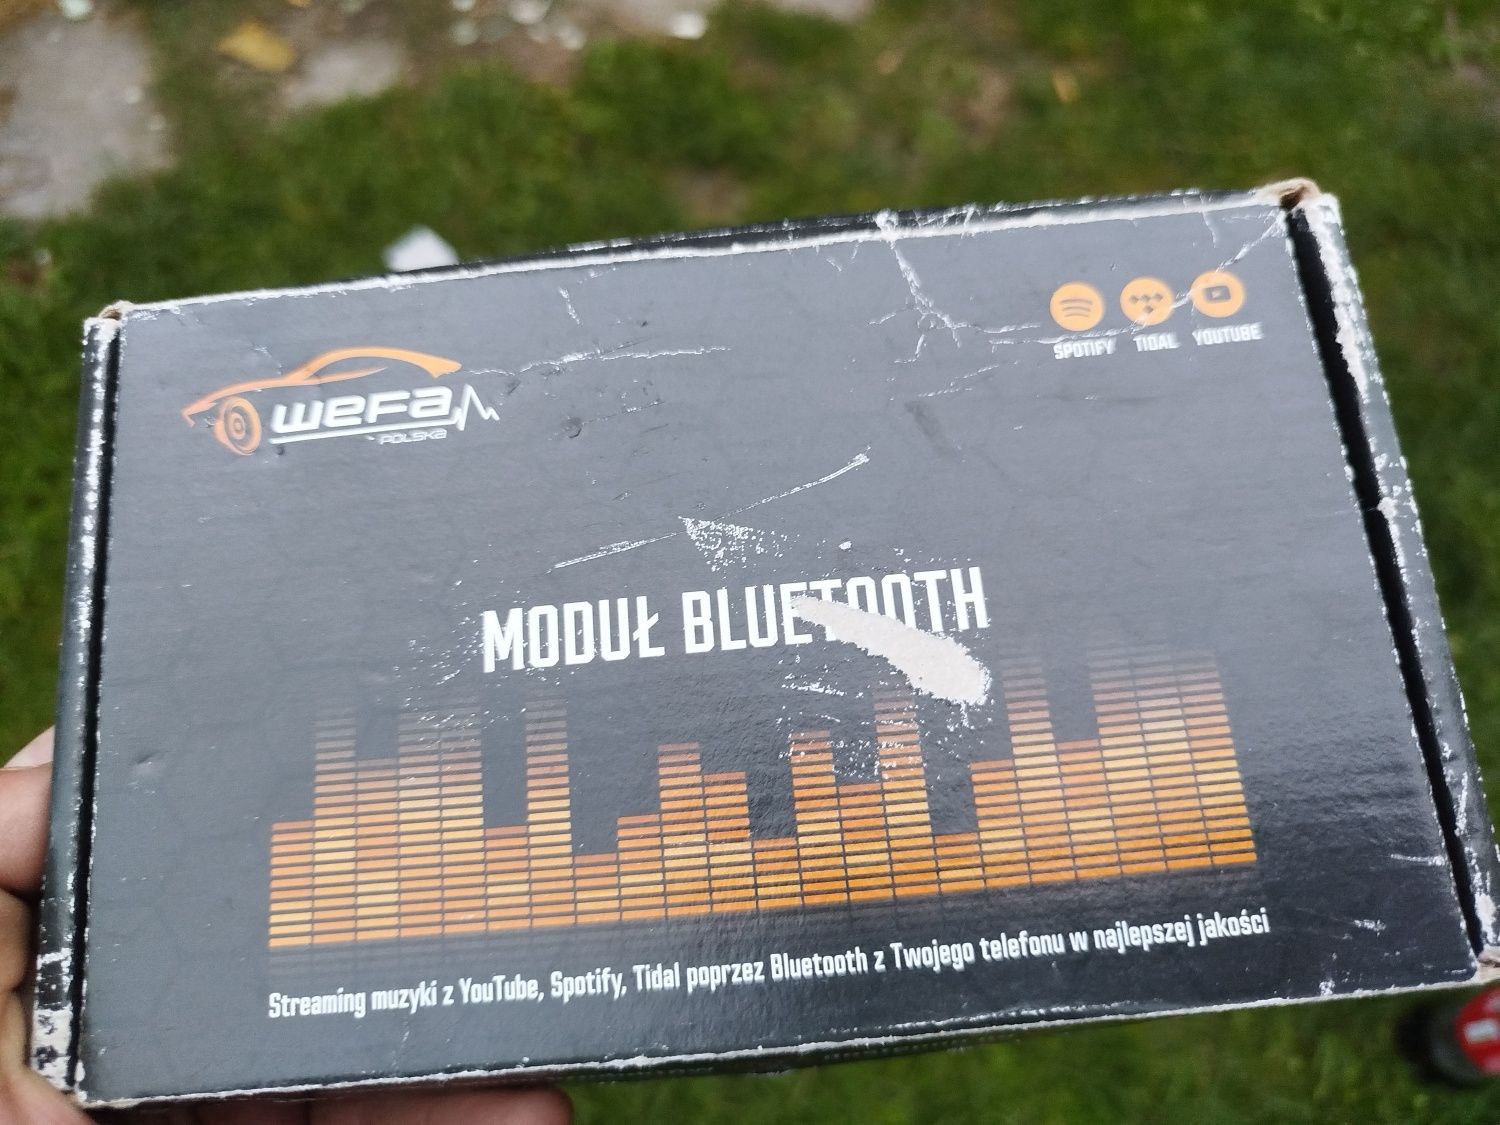 SPOTIFY TIDAL YOUTUBE
WEFA
POLSKA
MODUŁ BLUETOOTH
Streaming muzyki z YouTube, Spotify, Tidal poprzez Bluetooth z Twojego telefonu w najlepszej jakości